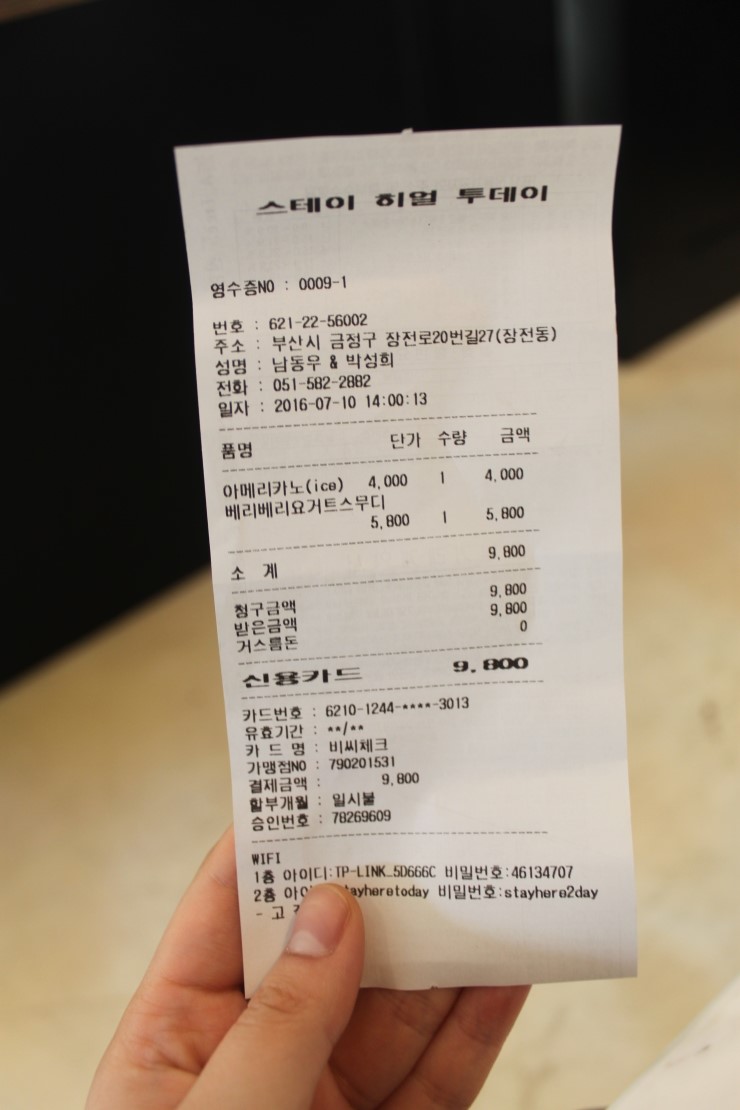 스테이 히얼 투데이
영수증NO : 0009-1
번호 : 621-22-56002
주소 : 부산시 금정구 장전로20번길27(장전동)
성명 : 남동우 & 박성희
전화 : 051-582-2882
일자 : 2016-07-10 14:00:13
품명 단가 수량 금액
아메리카노(ice) 4,000 1 4,000
베리베리요거트스무디
5,800 1 5,800
소 계 9,800
청구금액 9,800
받은금액 9,800
거스름돈 0
신용카드 9,800
카드번호 : 6210-1244-****-3013
유효기간 : **/**
카 드 명 : 비씨체크
가맹점NO : 790201531
결제금액 : 9,800
할부개월 : 일시불
승인번호 : 78269609
WIFI
1층 아이디:TP-LINK_5D666C 비밀번호:46134707
2층 비밀번호:stayhere2day
- 고